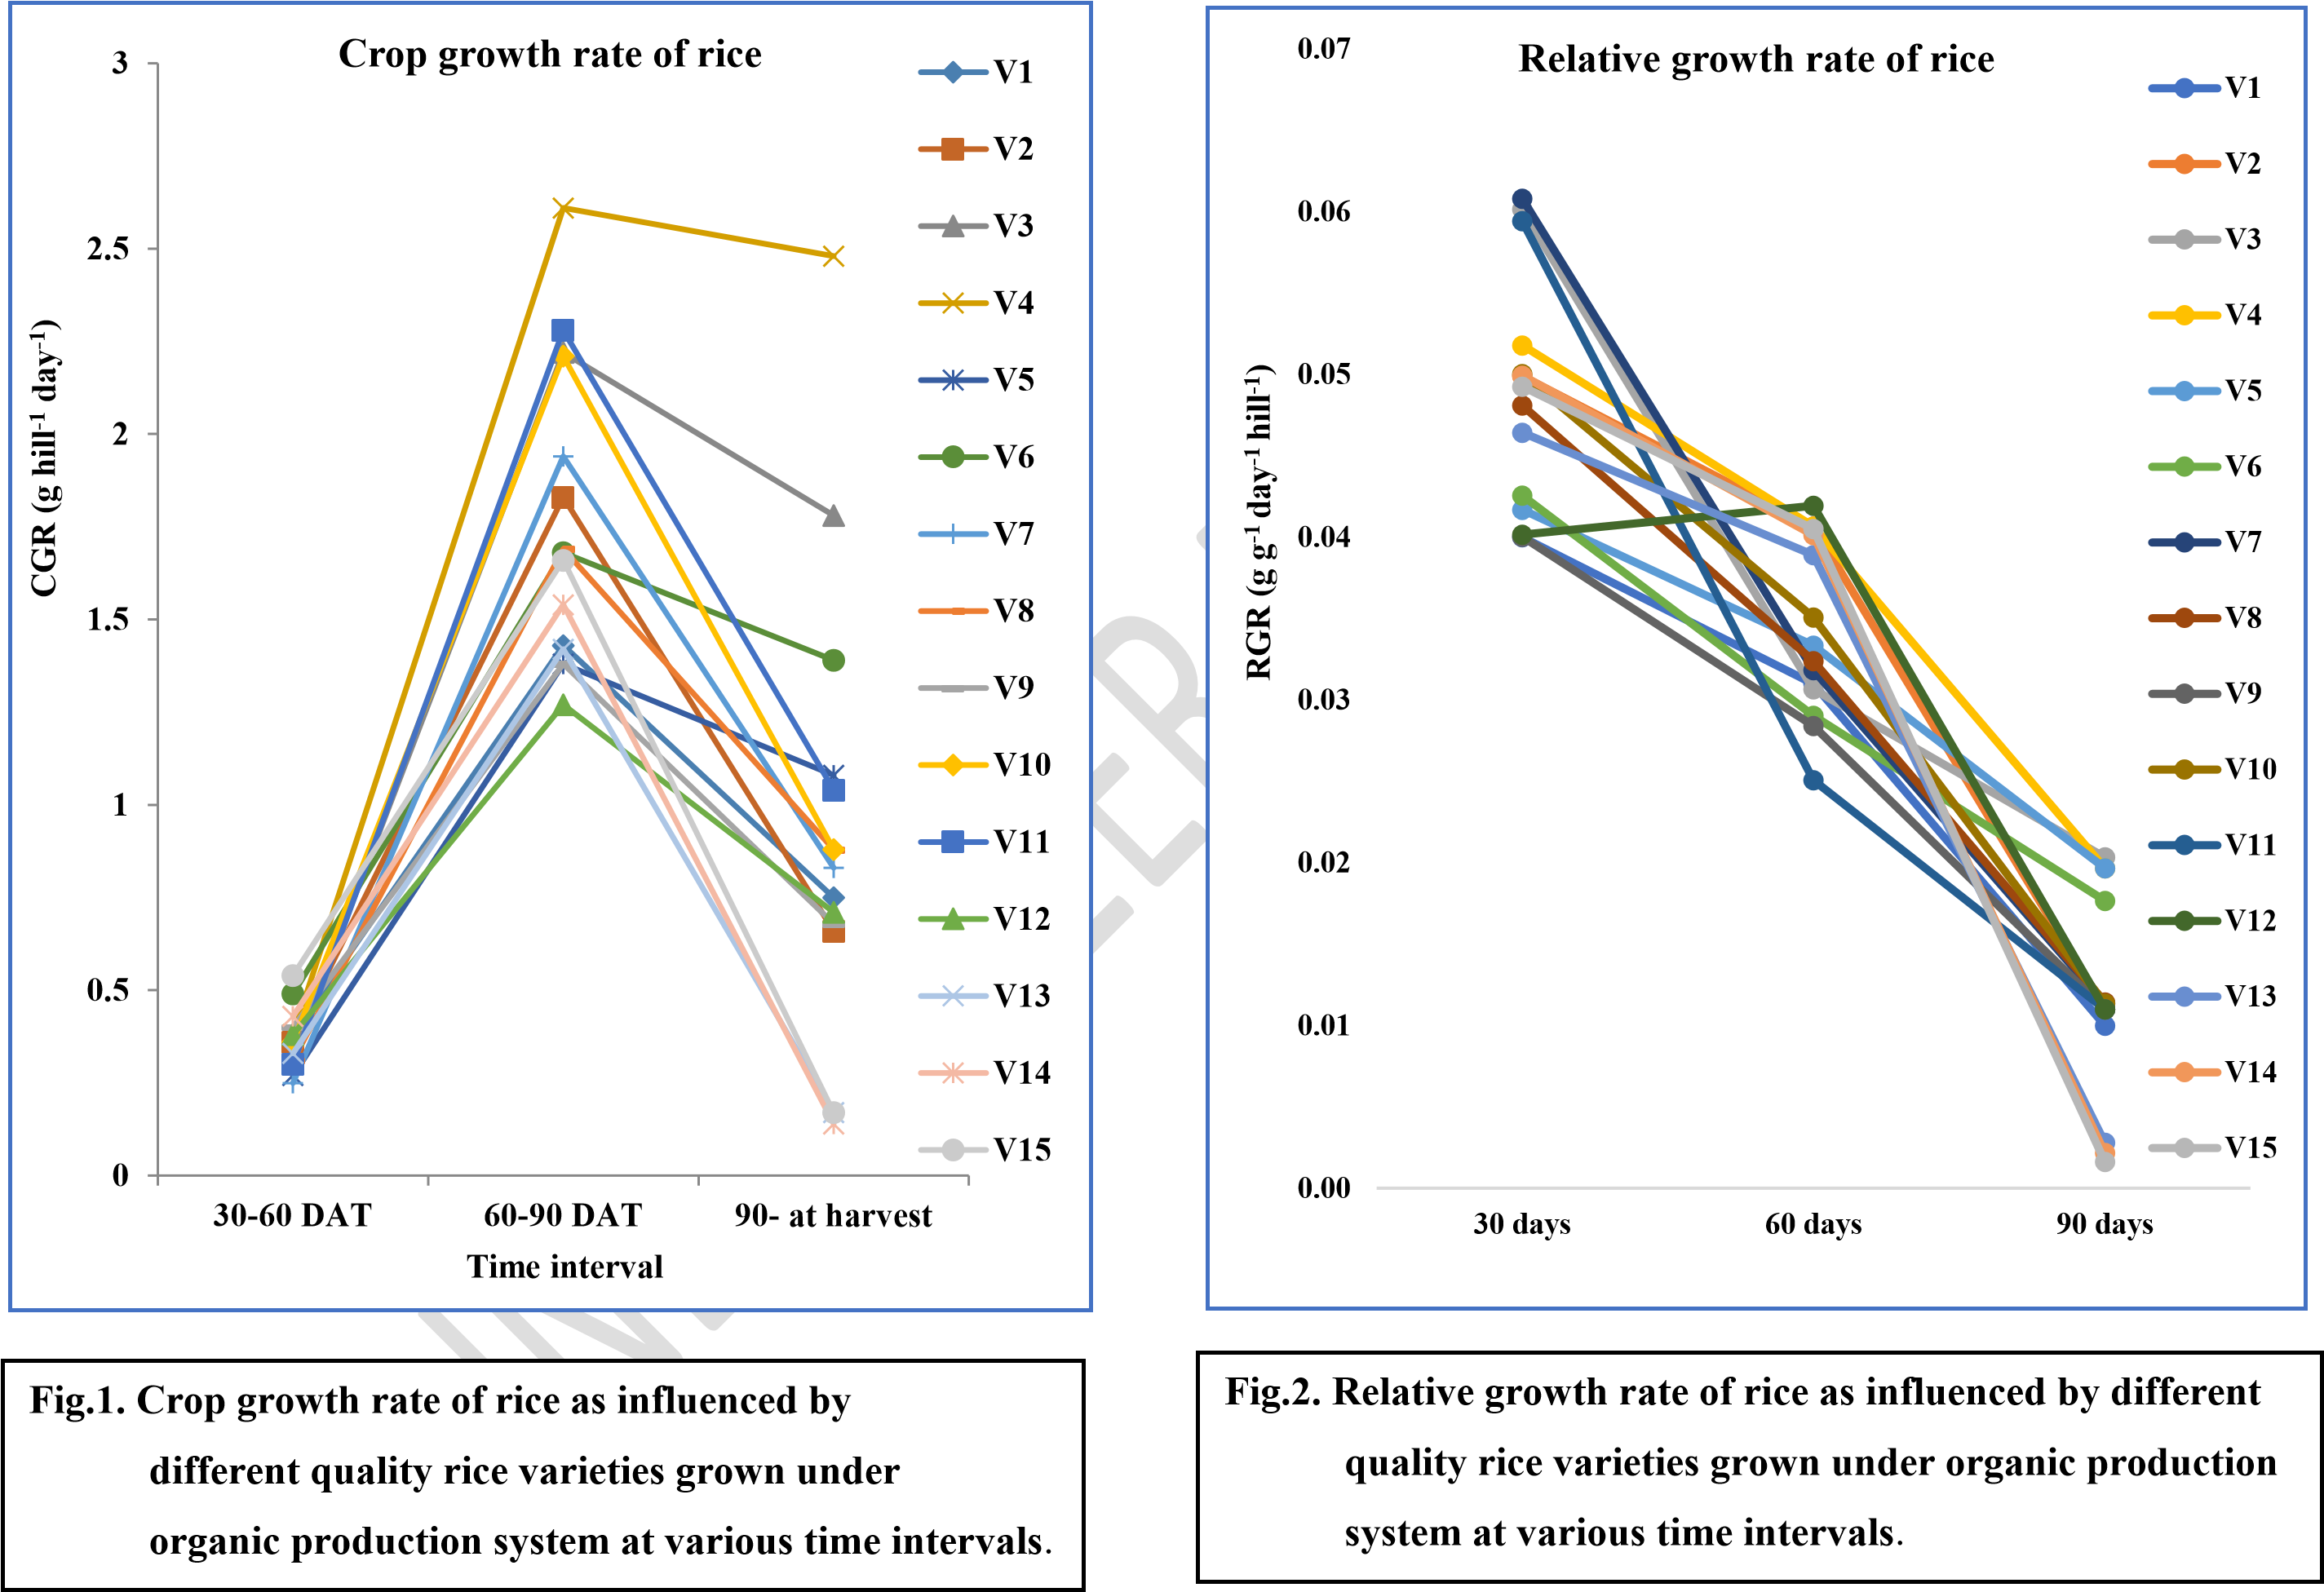 Crop growth rate of rice
3
2.5
2
1.5
1
0.5
0
CGR (g hill-1 day-1)
30-60 DAT
60-90 DAT
90- at harvest
Time interval
V1
V2
V3
V4
V5
V6
V7
V8
V9
V10
V11
V12
V13
V14
V15
Relative growth rate of rice
0.07
0.06
0.05
0.04
0.03
0.02
0.01
0.00
RGR (g g-1 day-1 hill-1)
30 days
60 days
90 days
V1
V2
V3
V4
V5
V6
V7
V8
V9
V10
V11
V12
V13
V14
V15
Fig.1. Crop growth rate of rice as influenced by
different quality rice varieties grown under
organic production system at various time intervals.
Fig.2. Relative growth rate of rice as influenced by different
quality rice varieties grown under organic production
system at various time intervals.